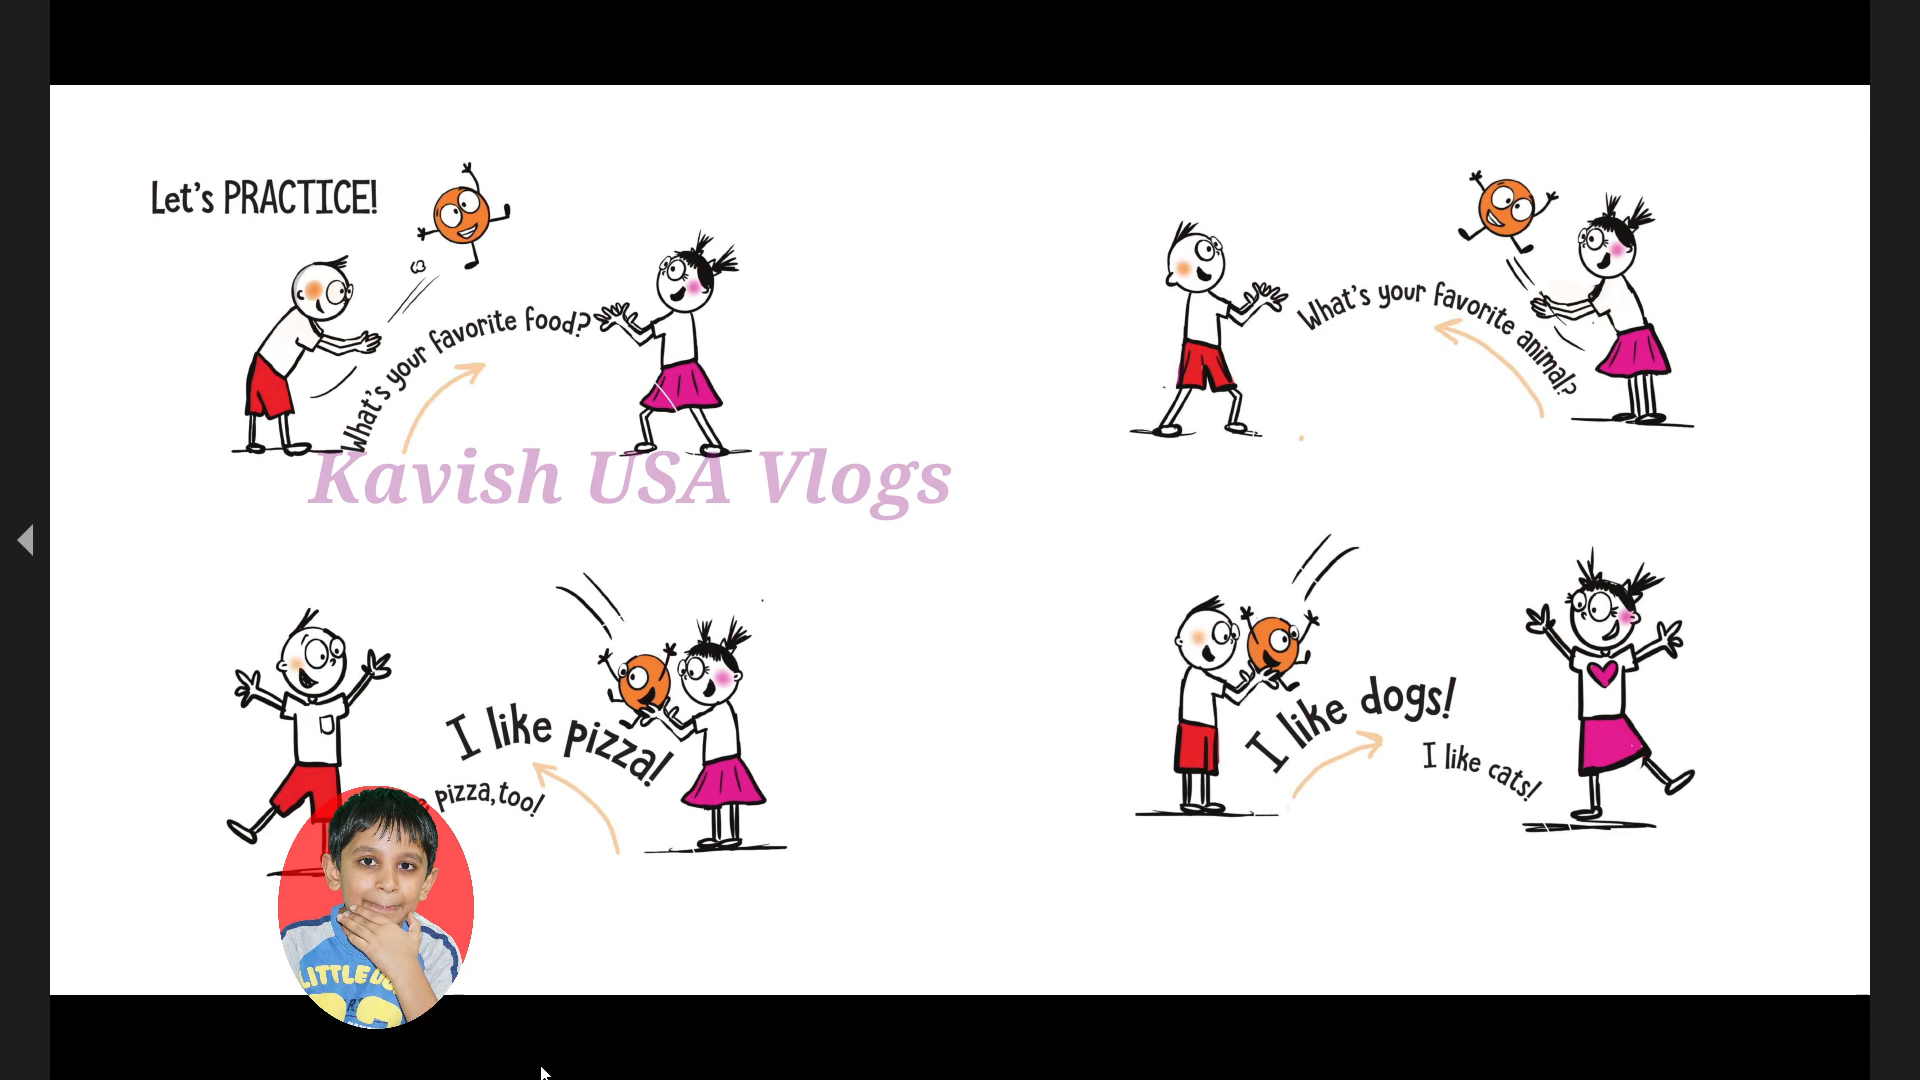 Let's PRACTICE!
What's your favorite food?
I like pizza!
pizza, too!
What's your favorite animal?
I like dogs!
I like cats!
Kavish USA Vlogs
LITTLE